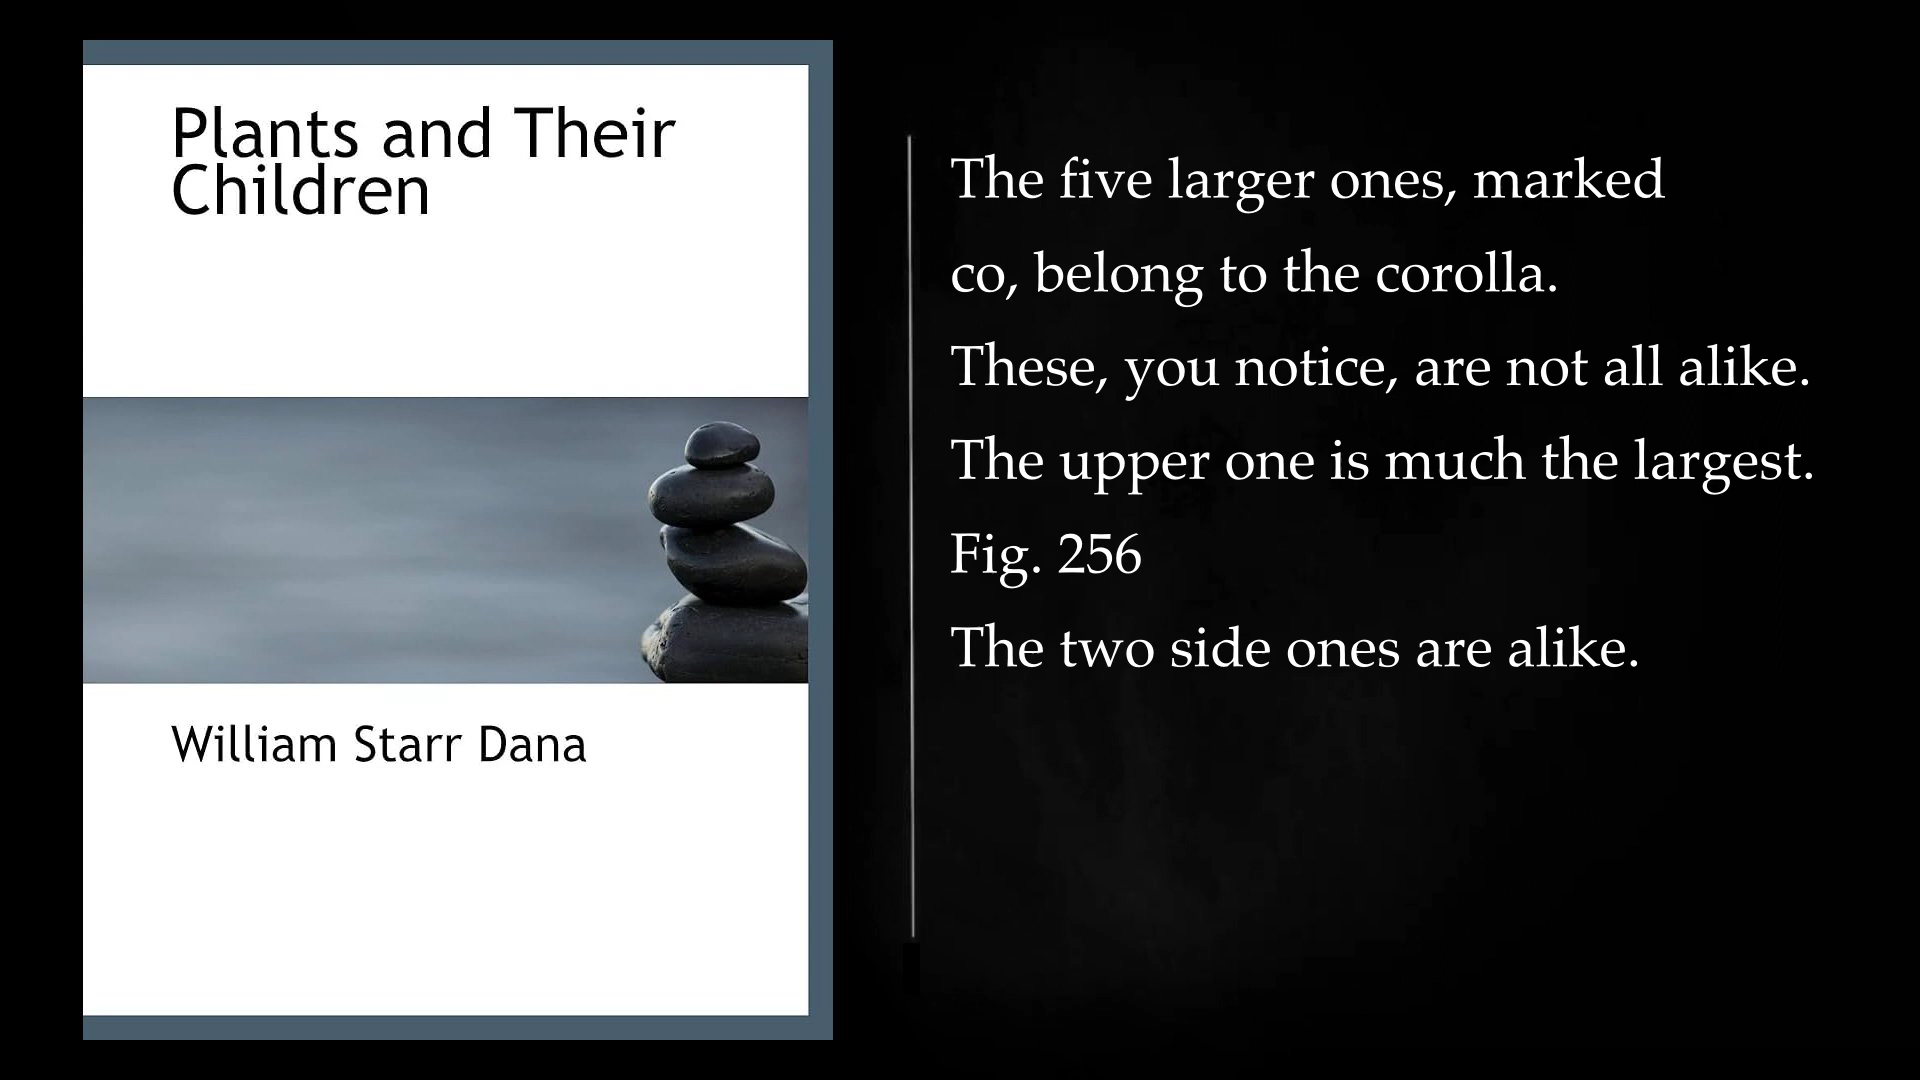 Plants and Their
Children
William Starr Dana
The five larger ones, marked
co, belong to the corolla.
These, you notice, are not all alike.
The upper one is much the largest.
Fig. 256
The two side ones are alike.